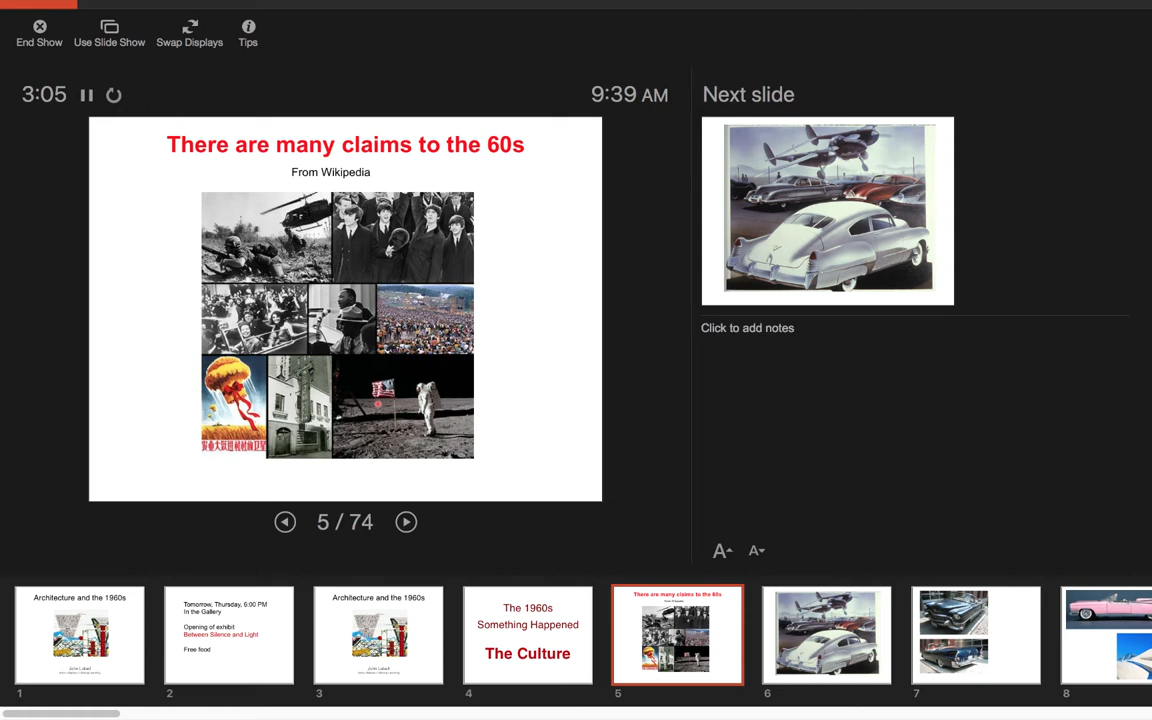 End Show
Use Slide Show
Swap Displays
Tips
3:05
9:39 AM
Next slide
There are many claims to the 60s
From Wikipedia
Click to add notes
5 / 74
A
A
Architecture and the 1960s
1
Tomorrow, Thursday, 6:00 PM
In the Gallery
Opening of exhibit
Between Silence and Light
Free food
2
Architecture and the 1960s
3
The 1960s
Something Happened
The Culture
4
There are many claims to the 60s
From Wikipedia
5
6
7
8